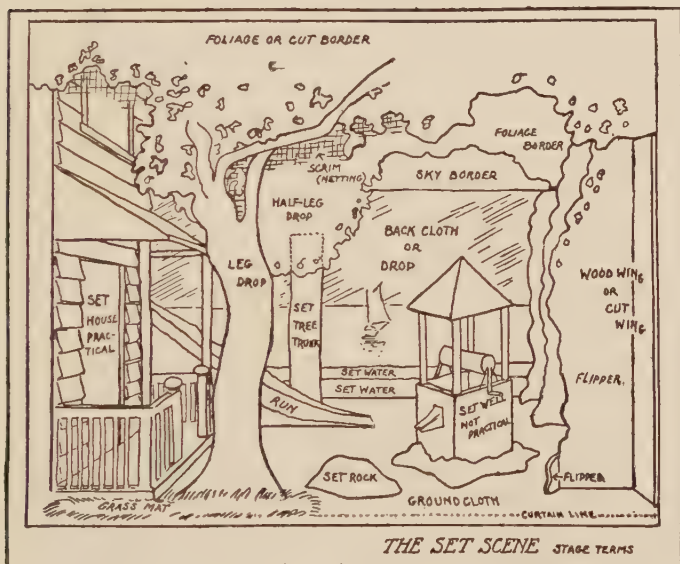 FOLIAGE OR CUT BORDER
FOLIAGE
BORDER
SCRIM
(NETTING)
SKY BORDER
HALF-LEG
DROP
BACK CLOTH
OR
DROP
LEG
DROP
WOOD WING
OR
CUT
WING
SET
HOUSE
PRAC-
TICAL
SET
TREE
TRUNK
SET WATER
SET WATER
FLIPPER.
RUN
SET WELL
NOT
PRACTICAL
SET ROCK
FLIPPER
GRASS MAT
GROUND CLOTH
CURTAIN LINE
THE SET SCENE STAGE TERMS